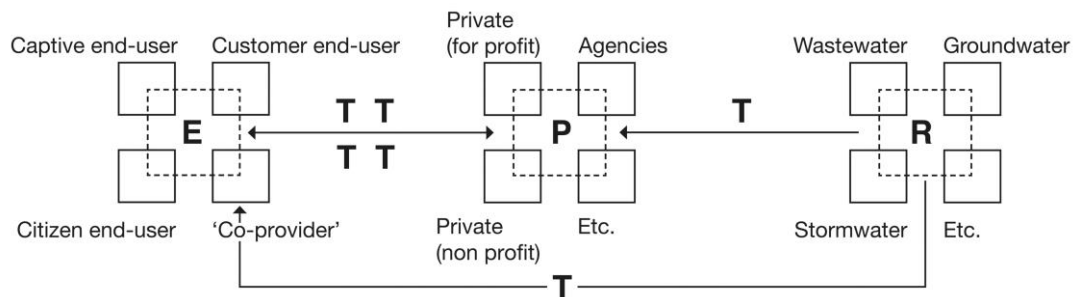 Captive end-user
Customer end-user
Private
(for profit)
Agencies
Wastewater
Groundwater
E
T T
T T
P
T
R
Citizen end-user
'Co-provider'
Private
(non profit)
Etc.
Stormwater
Etc.
T